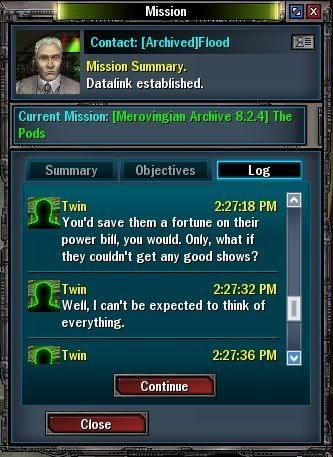 Mission
Contact: [Archived]Flood
Mission Summary.
Datalink established.
Current Mission: [Merovingian Archive 8.2.4] The
Pods
Summary
Objectives
Log
Twin 2:27:18 PM
You'd save them a fortune on their
power bill, you would. Only, what if
they couldn't get any good shows?
Twin 2:27:32 PM
Well, I can't be expected to think of
everything.
Twin 2:27:36 PM
Continue
Close